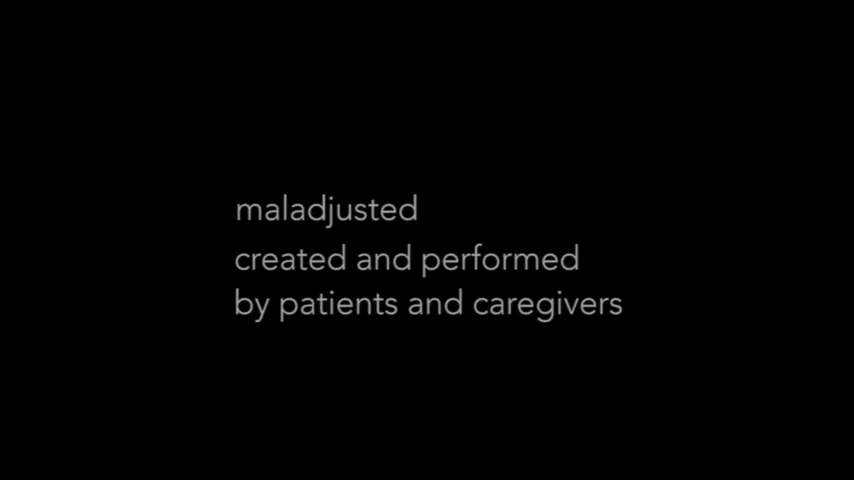 maladjusted
created and performed
by patients and caregivers